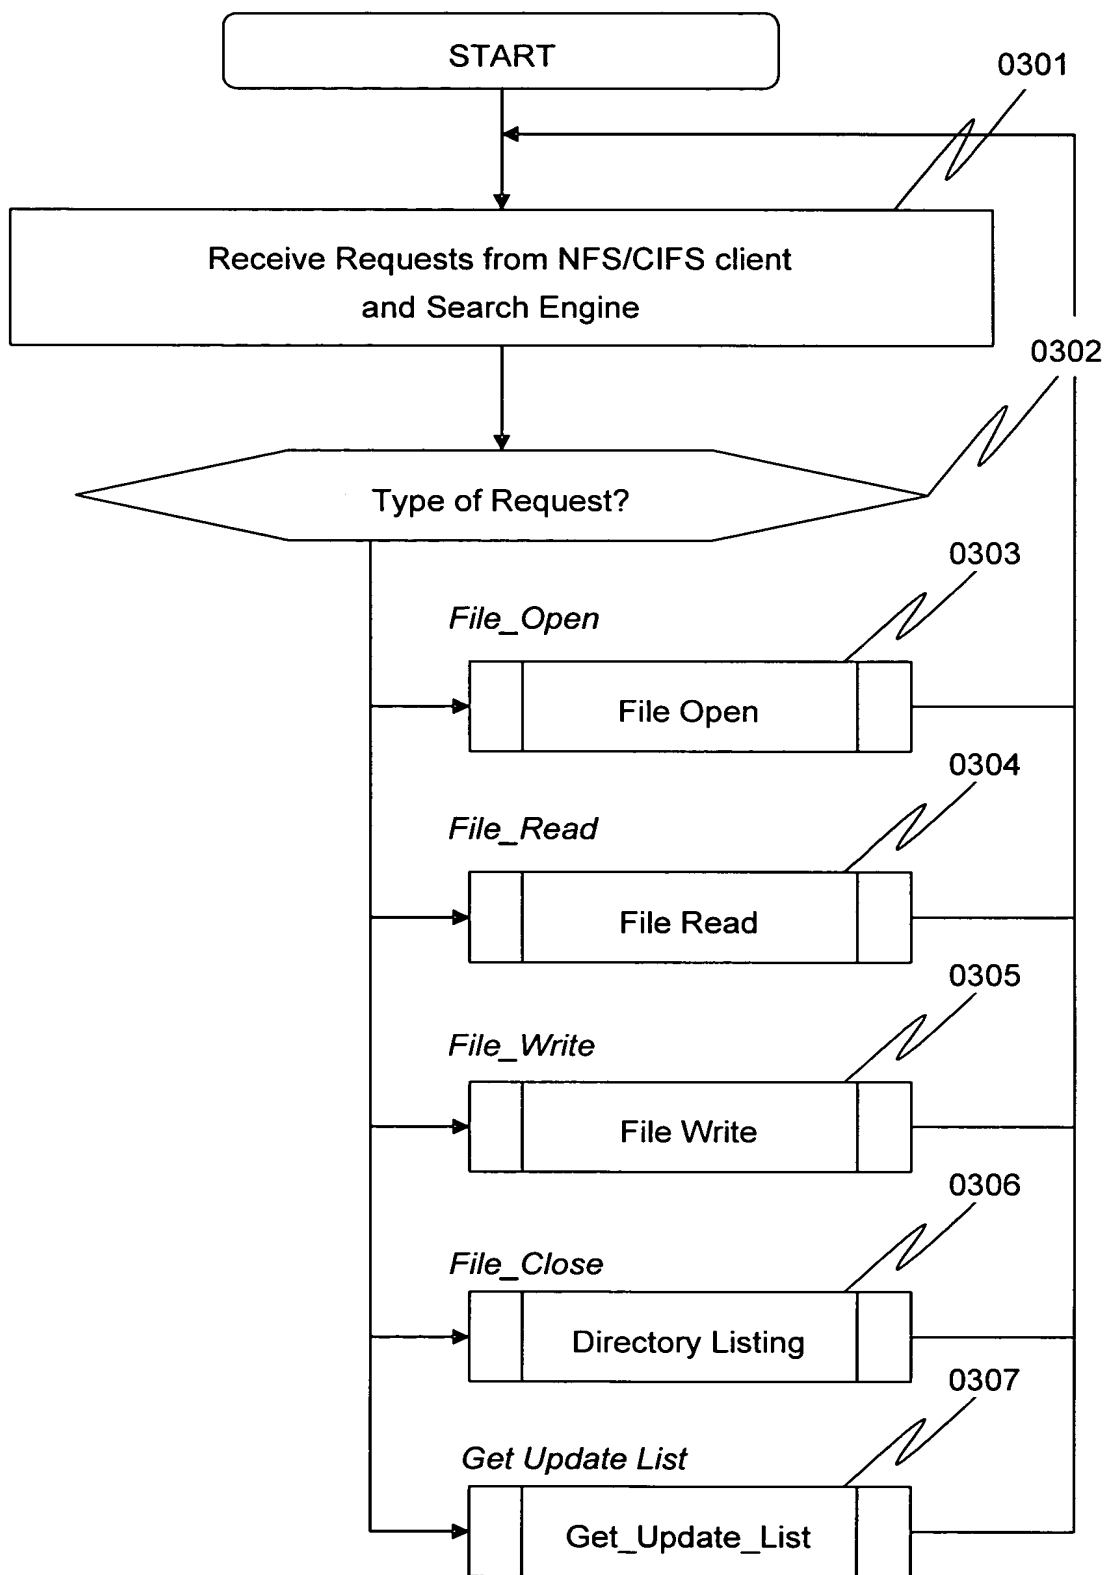 START
0301
Receive Requests from NFS/CIFS client
and Search Engine
0302
Type of Request?
0303
File_Open
File Open
0304
File_Read
File Read
0305
File_Write
File Write
0306
File_Close
Directory Listing
0307
Get Update List
Get_Update_List